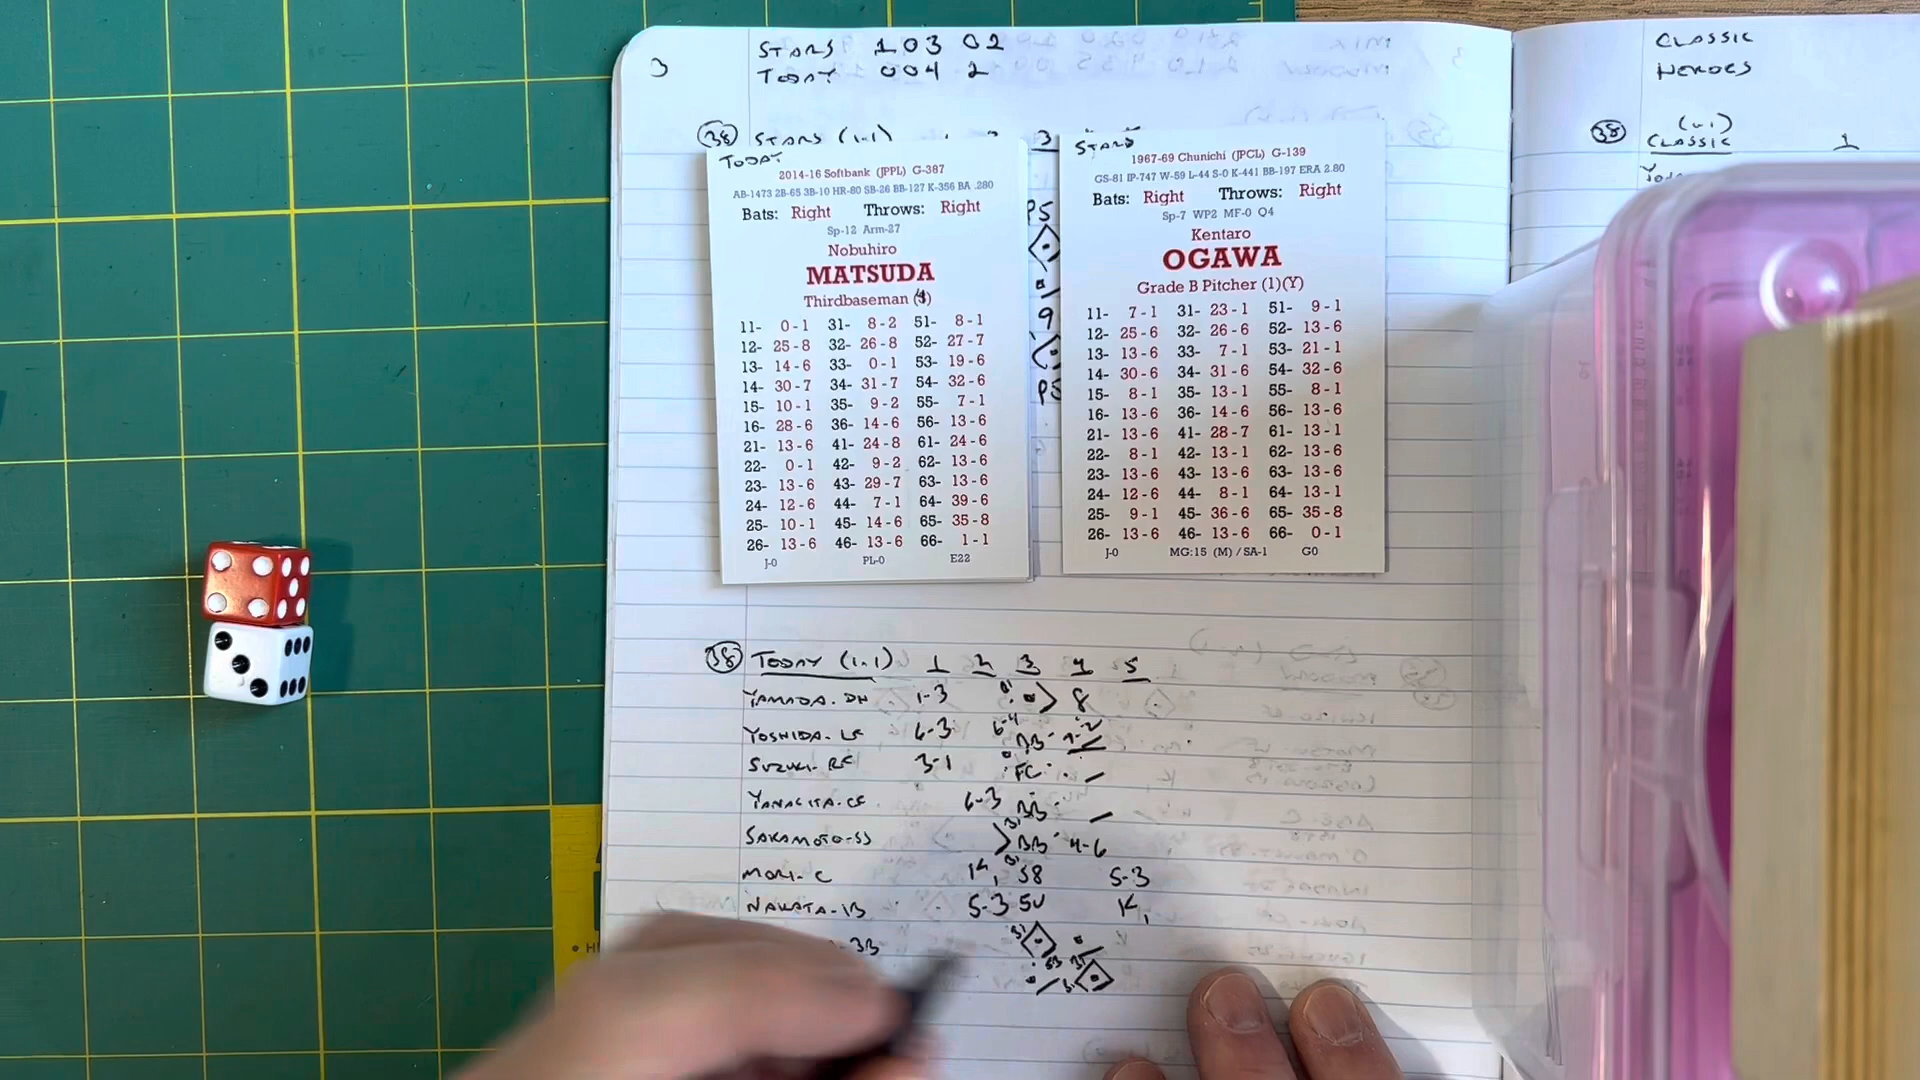 3
STARS 103 02
TODAY 004 2
CLASSIC
HEROES
38 STARS (1-1) 3
38 (1-1)
CLASSIC 1
TODAY
2014-16 Softbank (JPPL) G-387
AB-1473 2B-65 3B-10 HR-80 SB-26 BB-127 K-356 BA .280
Bats: Right Throws: Right
Sp-12 Arm-27
Nobuhiro
MATSUDA
Thirdbaseman (4)
11- 0-1 31- 8-2 51- 8-1
12- 25-8 32- 26-8 52- 27-7
13- 14-6 33- 0-1 53- 19-6
14- 30-7 34- 31-7 54- 32-6
15- 10-1 35- 9-2 55- 7-1
16- 28-6 36- 14-6 56- 13-6
21- 13-6 41- 24-8 61- 24-6
22- 0-1 42- 9-2 62- 13-6
23- 13-6 43- 29-7 63- 13-6
24- 12-6 44- 7-1 64- 39-6
25- 10-1 45- 14-6 65- 35-8
26- 13-6 46- 13-6 66- 1-1
J-0 PL-0 E22
STARS
1967-69 Chunichi (JPCL) G-139
GS-81 IP-747 W-59 L-44 S-0 K-441 BB-197 ERA 2.80
Bats: Right Throws: Right
Sp-7 WP2 MF-0 Q4
Kentaro
OGAWA
Grade B Pitcher (1)(Y)
11- 7-1 31- 23-1 51- 9-1
12- 25-6 32- 26-6 52- 13-6
13- 13-6 33- 7-1 53- 21-1
14- 30-6 34- 31-6 54- 32-6
15- 8-1 35- 13-1 55- 8-1
16- 13-6 36- 14-6 56- 13-6
21- 13-6 41- 28-7 61- 13-1
22- 8-1 42- 13-1 62- 13-6
23- 13-6 43- 13-6 63- 13-6
24- 12-6 44- 8-1 64- 13-1
25- 9-1 45- 36-6 65- 35-8
26- 13-6 46- 13-6 66- 0-1
J-0 MG:15 (M) / SA-1 G0
P5
9
38 TODAY (1-1) 1 2 3 4 5
YAMADA-DH 1-3 8
YOSHIDA-LF 6-3 6-4 BB
SUZUKI-RF 3-1 FC
YANAGITA-CF 6-3 BB
SAKAMOTO-SS BB 4-6
MORI-C K, S8 5-3
NAKATA-1B 5-3 K,
3B